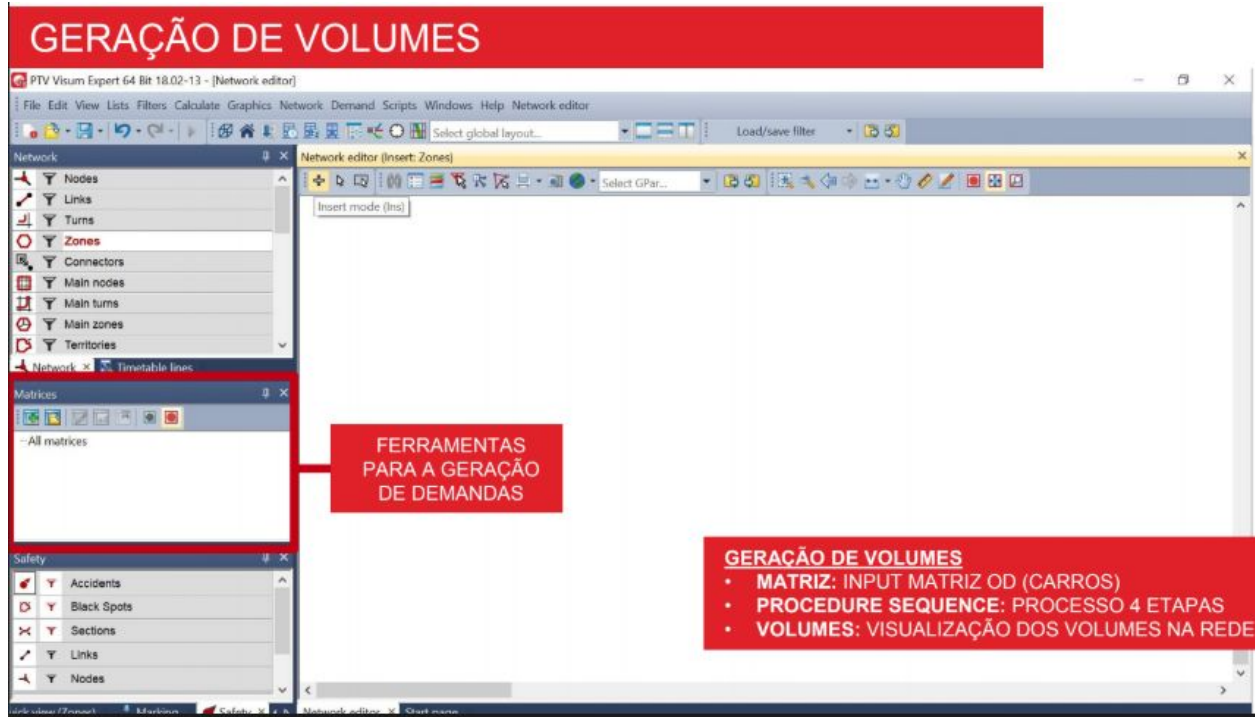 GERAÇÃO DE VOLUMES
PTV Visum Expert 64 Bit 18.02-13 - [Network editor]
File Edit View Lists Filters Calculate Graphics Network Demand Scripts Windows Help Network editor
Select global layout...
Load/save filter
Network
Nodes
Links
Turns
Zones
Connectors
Main nodes
Main turns
Main zones
Territories
Network
Timetable lines
Network editor (Insert: Zones)
Select GPar...
Insert mode (Ins)
Matrices
All matrices
FERRAMENTAS
PARA A GERAÇÃO
DE DEMANDAS
Safety
Accidents
Black Spots
Sections
Links
Nodes
GERAÇÃO DE VOLUMES
• MATRIZ: INPUT MATRIZ OD (CARROS)
• PROCEDURE SEQUENCE: PROCESSO 4 ETAPAS
• VOLUMES: VISUALIZAÇÃO DOS VOLUMES NA REDE
view (Zones)
Marking
Safety
Network editor
Start page